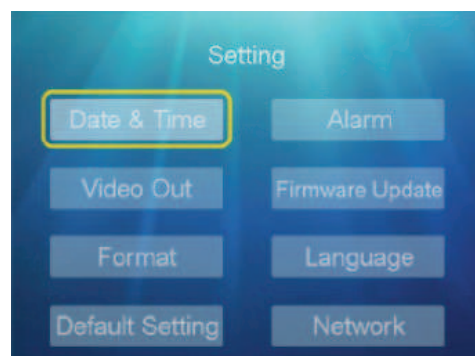 Setting
Date & Time
Alarm
Video Out
Firmware Update
Format
Language
Default Setting
Network